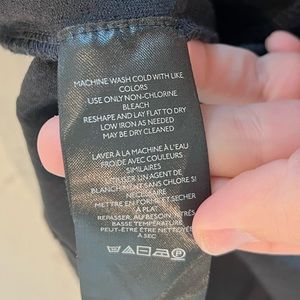 MACHINE WASH COLD WITH LIKE
COLORS
USE ONLY NON-CHLORINE
BLEACH
RESHAPE AND LAY FLAT TO DRY
LOW IRON AS NEEDED
MAY BE DRY CLEANED
LAVER À LA MACHINE À L'EAU
FROIDE AVEC COULEURS
SIMILAIRES
UTILISER UN AGENT DE
BLANCHIMENT SANS CHLORE SI
NÉCESSAIRE
METTRE EN FORME ET SÉCHER
À PLAT
REPASSER, AU BESOIN, TRÈS
BASSE TEMPÉRATURE
PEUT-ÊTRE ÊTRE NETTOYÉ
À SEC